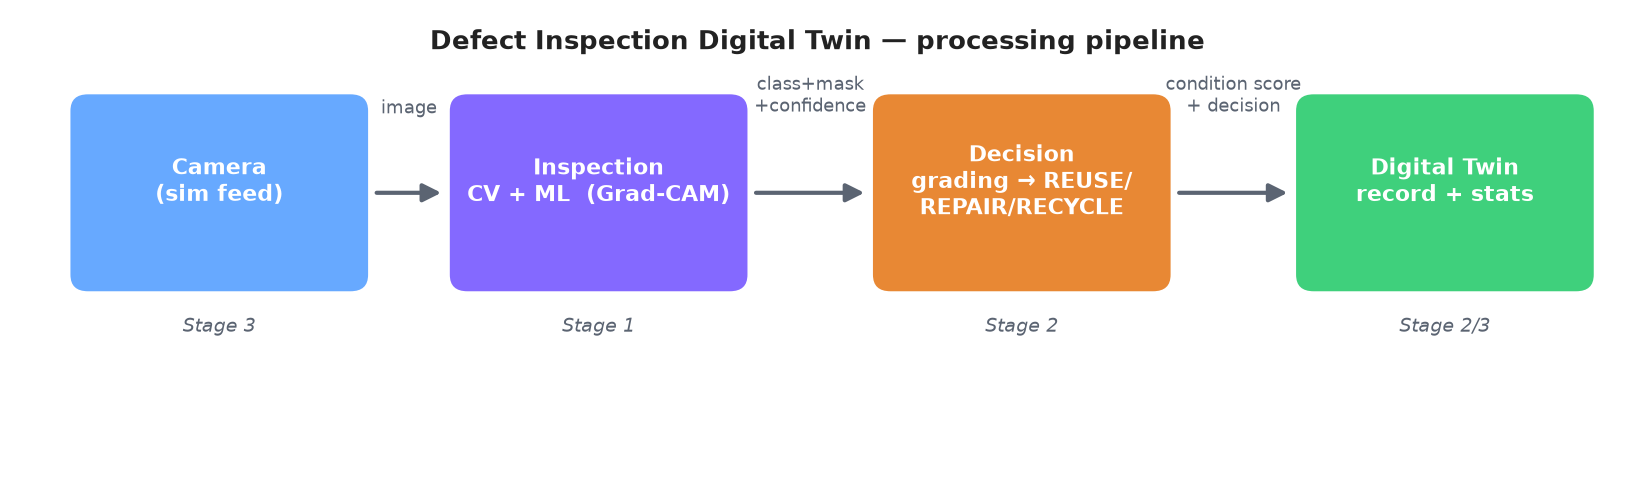 Defect Inspection Digital Twin — processing pipeline
Camera
(sim feed)
Stage 3
image
Inspection
CV + ML  (Grad-CAM)
Stage 1
class+mask
+confidence
Decision
grading → REUSE/
REPAIR/RECYCLE
Stage 2
condition score
+ decision
Digital Twin
record + stats
Stage 2/3